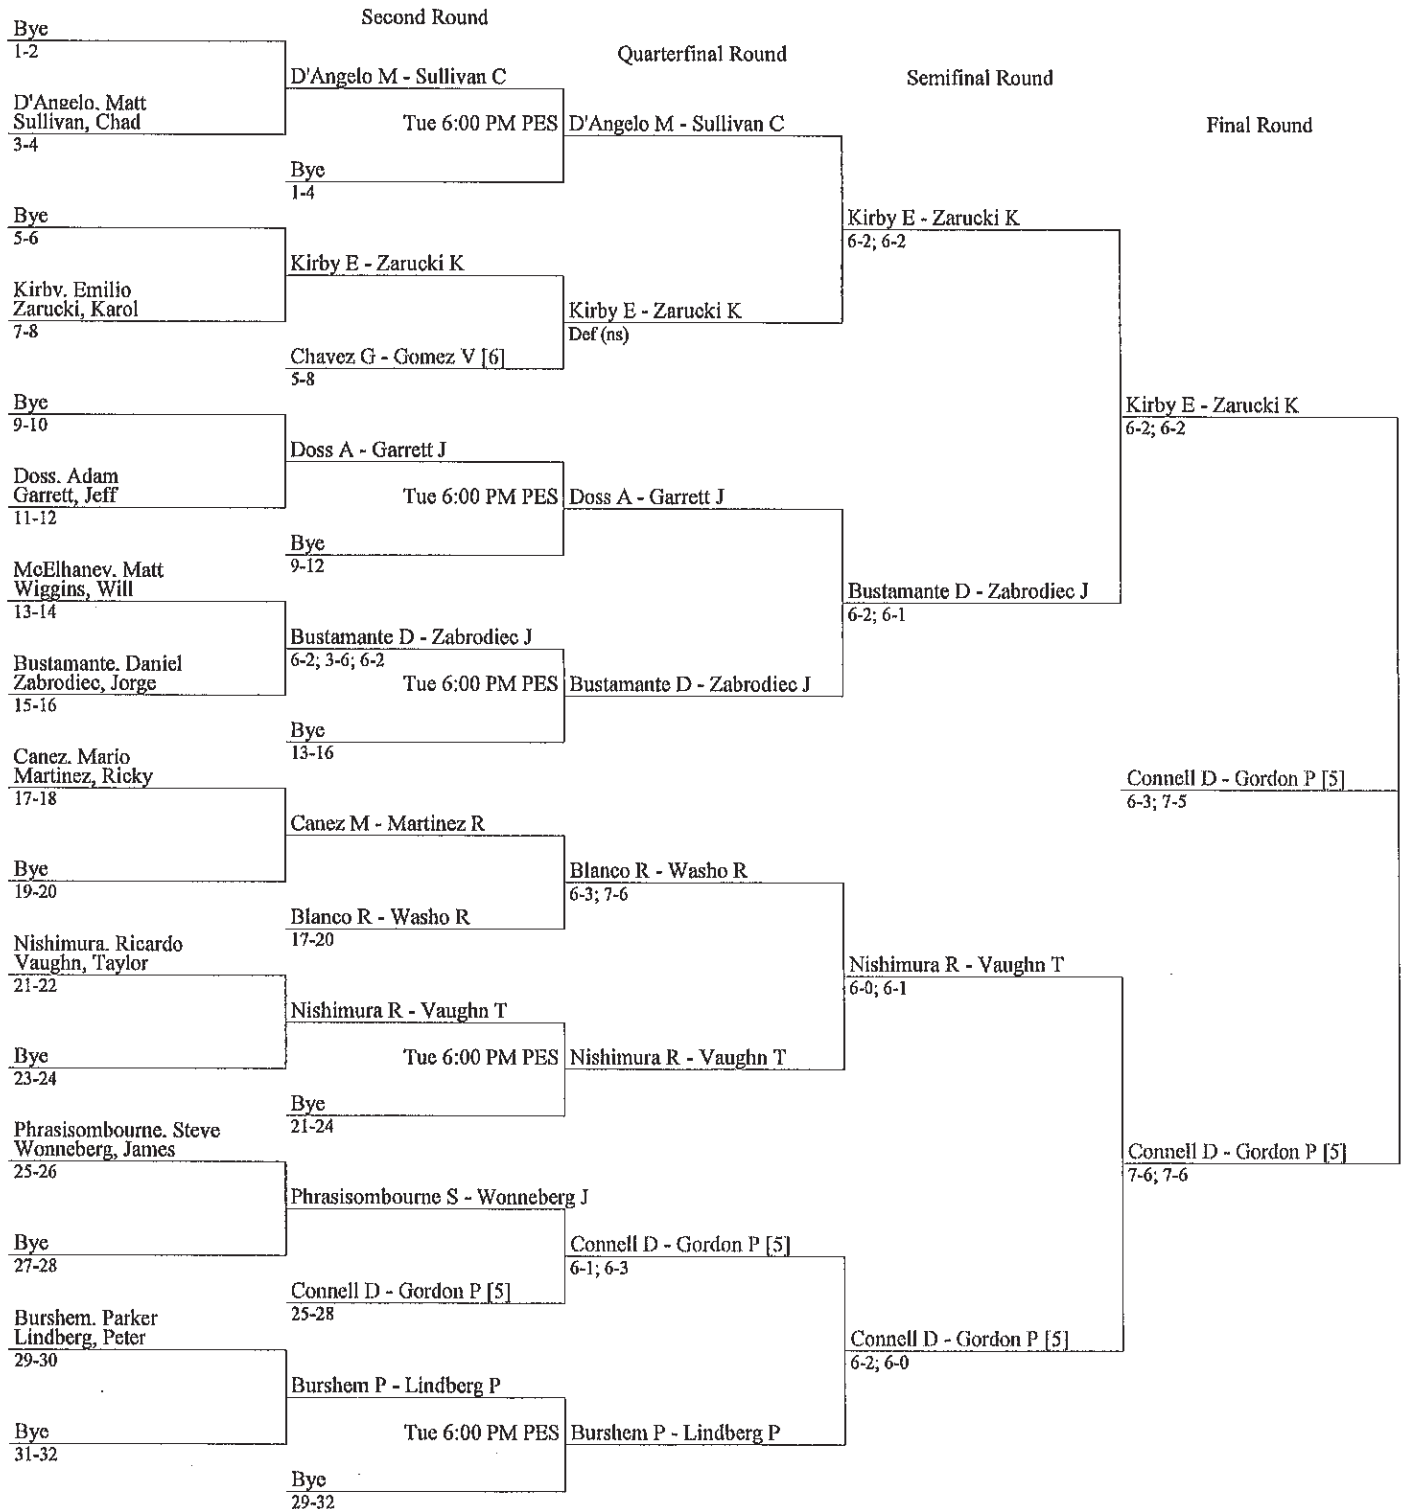 Second Round
Quarterfinal Round
Semifinal Round
Final Round
Bye
1-2
D'Angelo, Matt
Sullivan, Chad
3-4
Bye
5-6
Kirby, Emilio
Zarucki, Karol
7-8
Bye
9-10
Doss, Adam
Garrett, Jeff
11-12
McElhaney, Matt
Wiggins, Will
13-14
Bustamante, Daniel
Zabrodiec, Jorge
15-16
Canez, Mario
Martinez, Ricky
17-18
Bye
19-20
Nishimura, Ricardo
Vaughn, Taylor
21-22
Bye
23-24
Phrasisombourne, Steve
Wonneberg, James
25-26
Bye
27-28
Burshem, Parker
Lindberg, Peter
29-30
Bye
31-32
D'Angelo M - Sullivan C
Tue 6:00 PM PES
Bye
1-4
Kirby E - Zarucki K
Chavez G - Gomez V [6]
5-8
Doss A - Garrett J
Tue 6:00 PM PES
Bye
9-12
Bustamante D - Zabrodiec J
6-2; 3-6; 6-2
Tue 6:00 PM PES
Bye
13-16
Canez M - Martinez R
Blanco R - Washo R
17-20
Nishimura R - Vaughn T
Tue 6:00 PM PES
Bye
21-24
Phrasisombourne S - Wonneberg J
Connell D - Gordon P [5]
25-28
Burshem P - Lindberg P
Tue 6:00 PM PES
Bye
29-32
D'Angelo M - Sullivan C
Kirby E - Zarucki K
Def (ns)
Doss A - Garrett J
Bustamante D - Zabrodiec J
Blanco R - Washo R
6-3; 7-6
Nishimura R - Vaughn T
Connell D - Gordon P [5]
6-1; 6-3
Burshem P - Lindberg P
Kirby E - Zarucki K
6-2; 6-2
Bustamante D - Zabrodiec J
6-2; 6-1
Nishimura R - Vaughn T
6-0; 6-1
Connell D - Gordon P [5]
6-2; 6-0
Kirby E - Zarucki K
6-2; 6-2
Connell D - Gordon P [5]
7-6; 7-6
Connell D - Gordon P [5]
6-3; 7-5